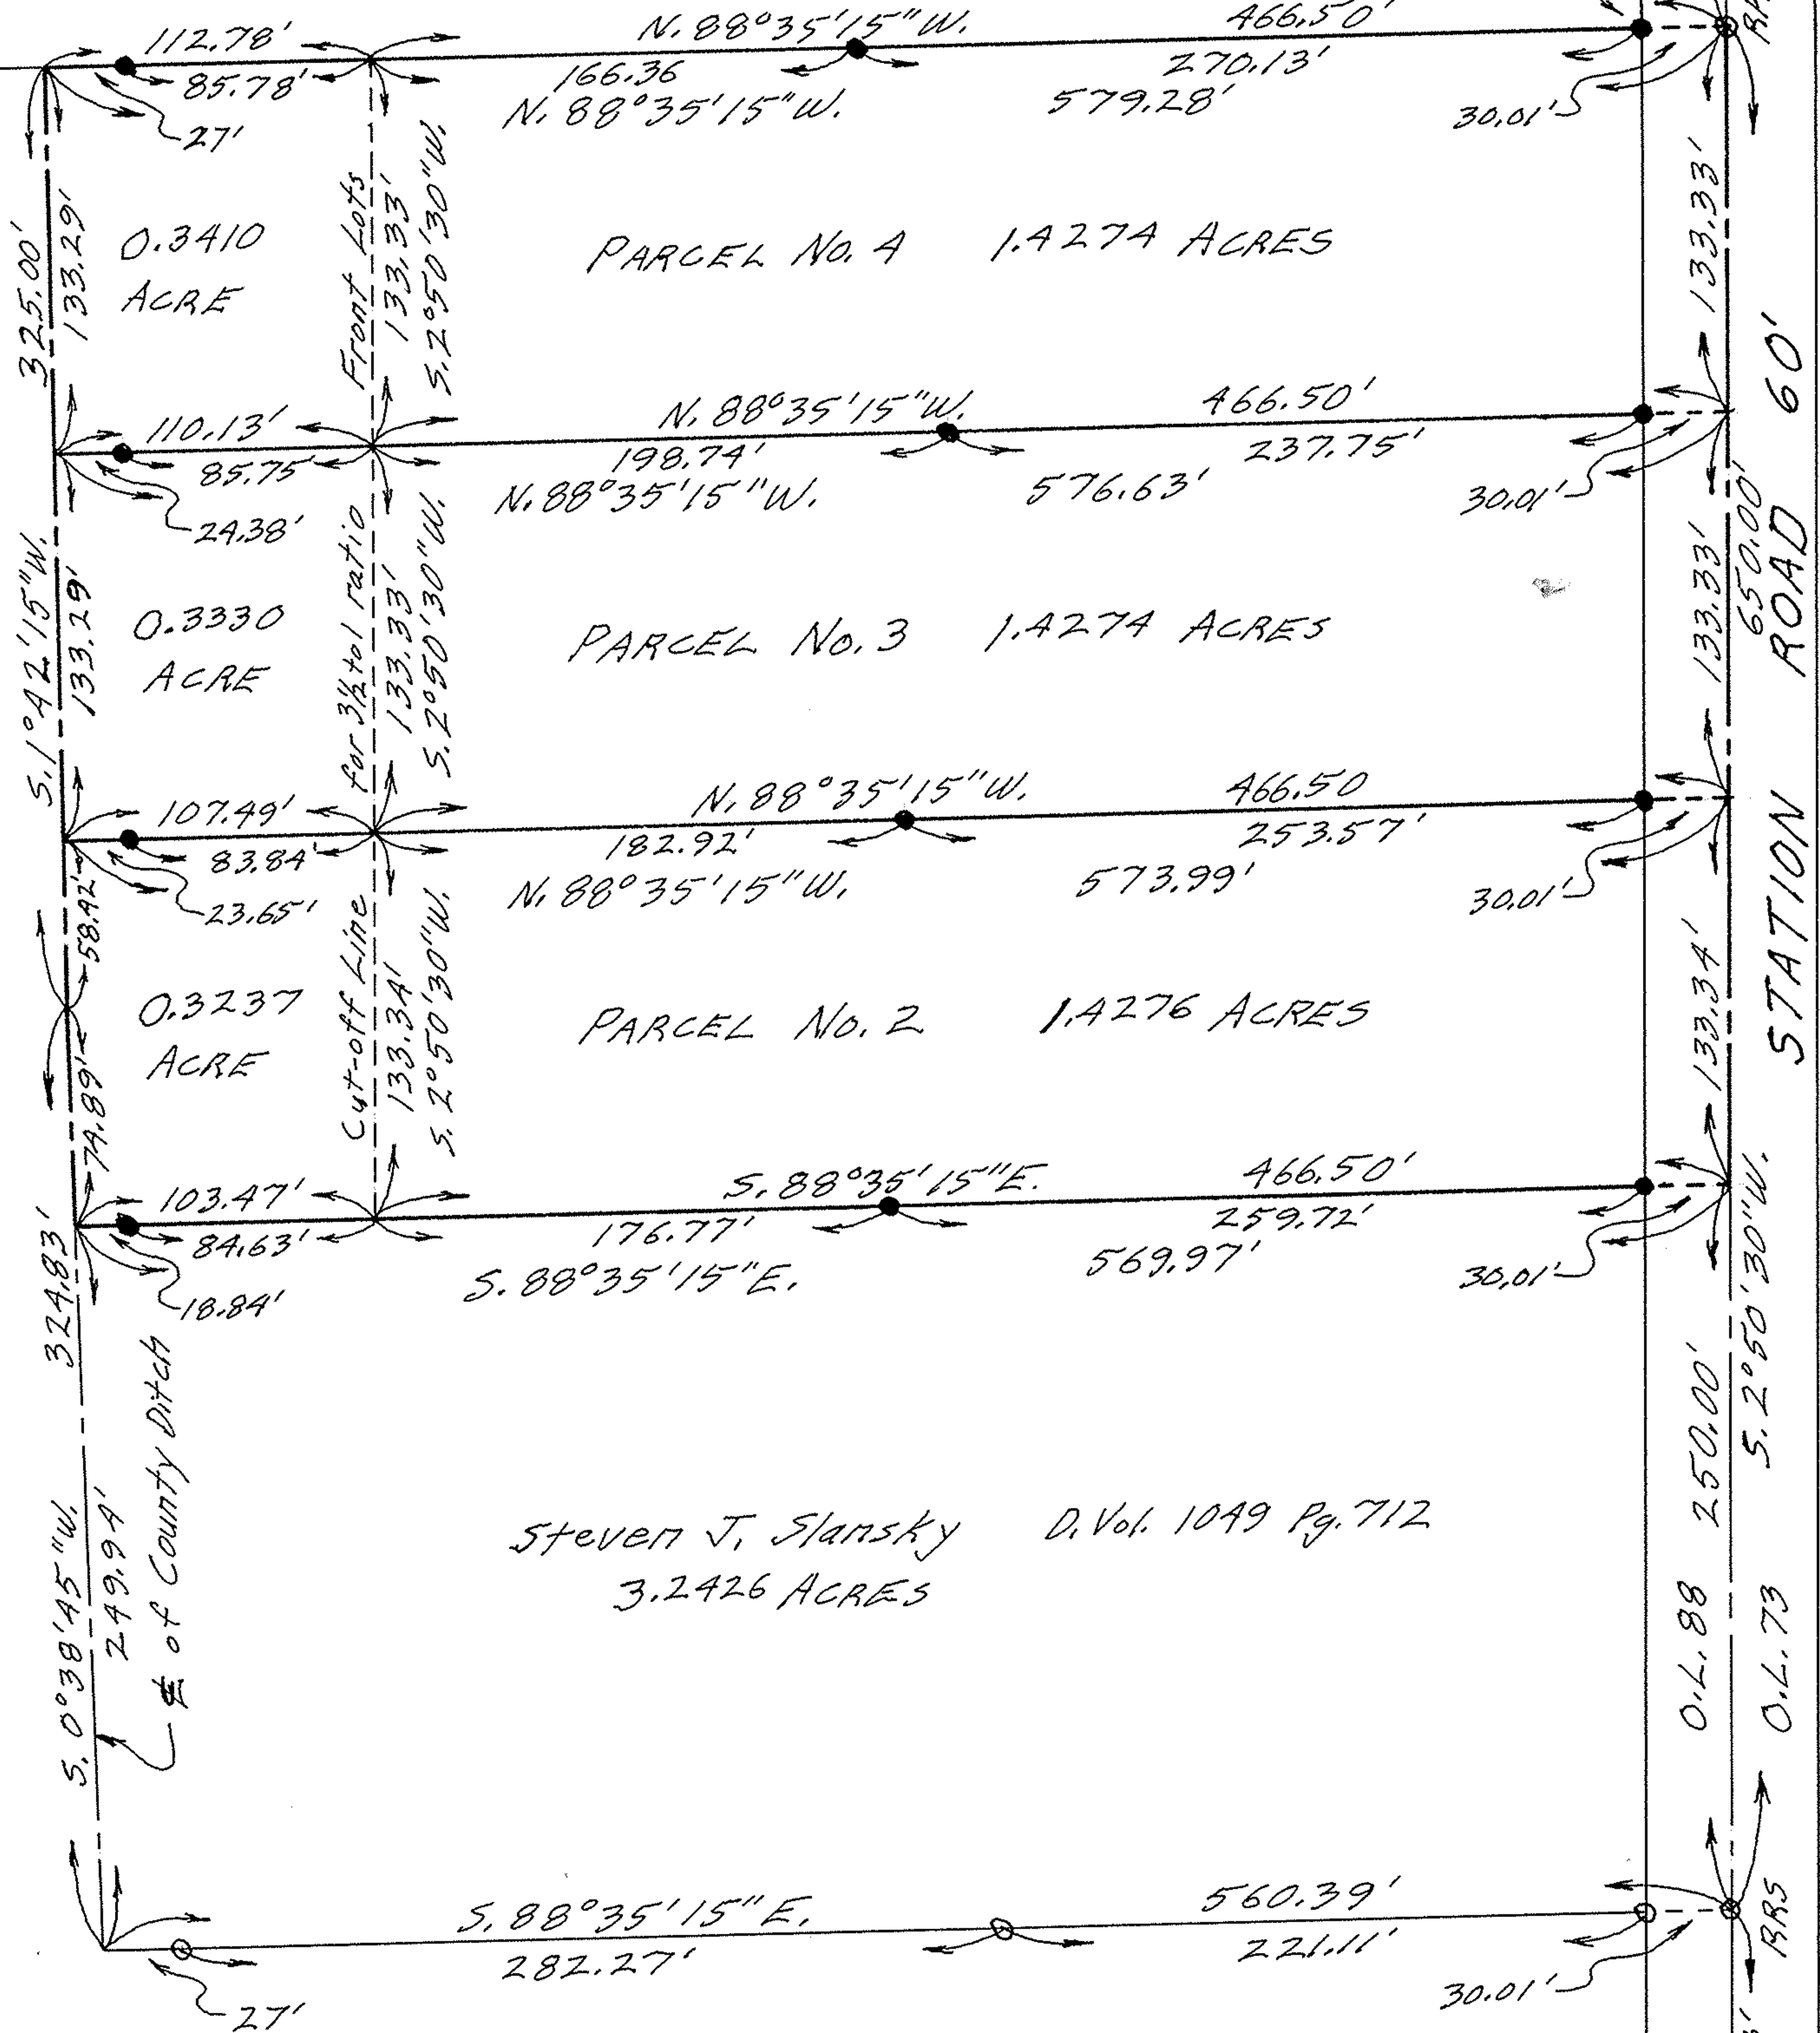 112.78'
N. 88°35'15"W.
466.50'
85.78'
166.36
270.13'
27'
N. 88°35'15"W.
579.28'
30.01'
325.00'
133.29'
0.3410
ACRE
Cut-off Line for 3½ to 1 ratio Front Lots
133.33'
S. 2°50'30"W.
PARCEL No. 4
1.4274 ACRES
133.33'
STATION ROAD 60'
110.13'
N. 88°35'15"W.
466.50'
85.75'
198.74'
237.75'
24.38'
N. 88°35'15"W.
576.63'
30.01'
650.00'
S. 1°42'15"W.
133.29'
0.3330
ACRE
133.33'
S. 2°50'30"W.
PARCEL No. 3
1.4274 ACRES
133.33'
107.49'
N. 88°35'15"W.
466.50
83.84'
182.92'
253.57'
23.65'
N. 88°35'15"W.
573.99'
30.01'
58.42'
74.89'
0.3237
ACRE
133.34'
S. 2°50'30"W.
PARCEL No. 2
1.4276 ACRES
133.34'
103.47'
S. 88°35'15"E.
466.50'
84.63'
176.77'
259.72'
18.84'
S. 88°35'15"E.
569.97'
30.01'
324.83'
S. 0°38'45"W.
249.94'
℄ of County Ditch
Steven J. Slansky D. Vol. 1049 Pg. 712
3.2426 ACRES
250.00'
S. 2°50'30"W.
O.L. 88
O.L. 73
RRS
S. 88°35'15"E.
560.39'
282.27'
221.11'
27'
30.01'